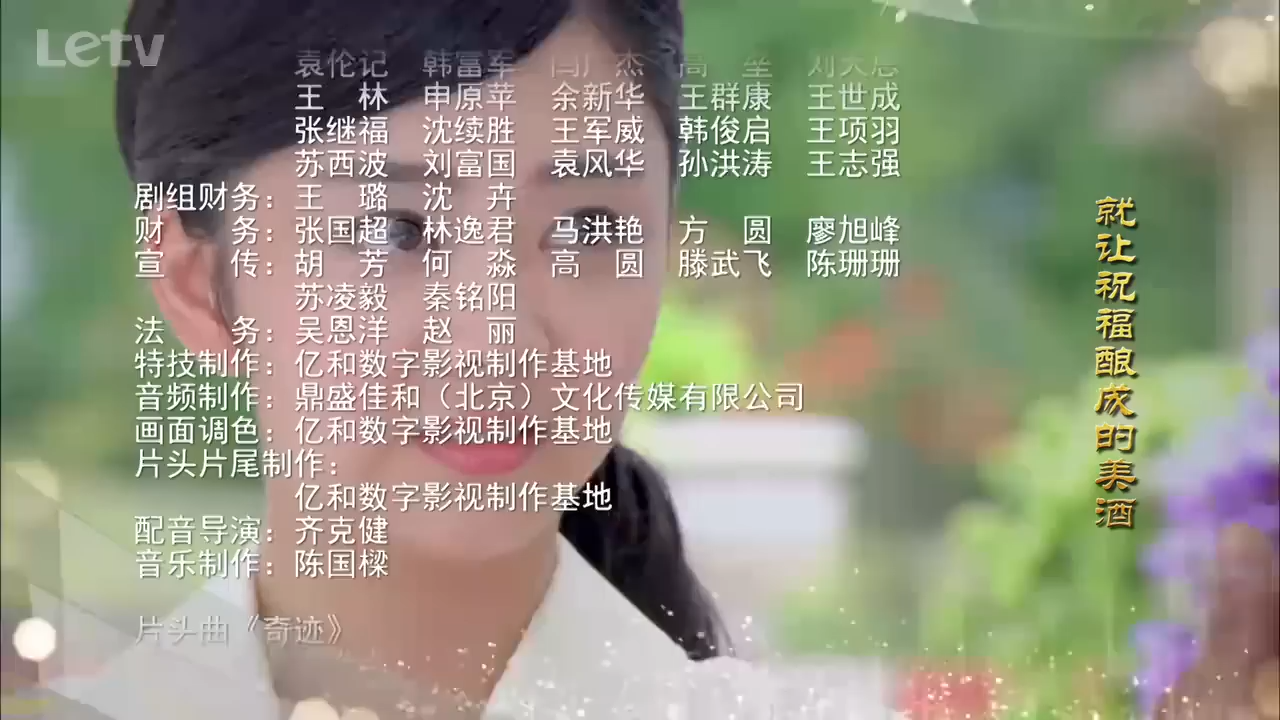 Letv
袁伦记 韩富军
王 林 申原苹 余新华 王群康 王世成
张继福 沈续胜 王军威 韩俊启 王项羽
苏西波 刘富国 袁风华 孙洪涛 王志强
剧组财务：王 璐 沈 卉
财 务：张国超 林逸君 马洪艳 方 圆 廖旭峰
宣 传：胡 芳 何 淼 高 圆 滕武飞 陈珊珊
苏凌毅 秦铭阳
法 务：吴恩洋 赵 丽
特技制作：亿和数字影视制作基地
音频制作：鼎盛佳和（北京）文化传媒有限公司
画面调色：亿和数字影视制作基地
片头片尾制作：
亿和数字影视制作基地
配音导演：齐克健
音乐制作：陈国樑
片头曲《奇迹》
就让祝福酿成的美酒